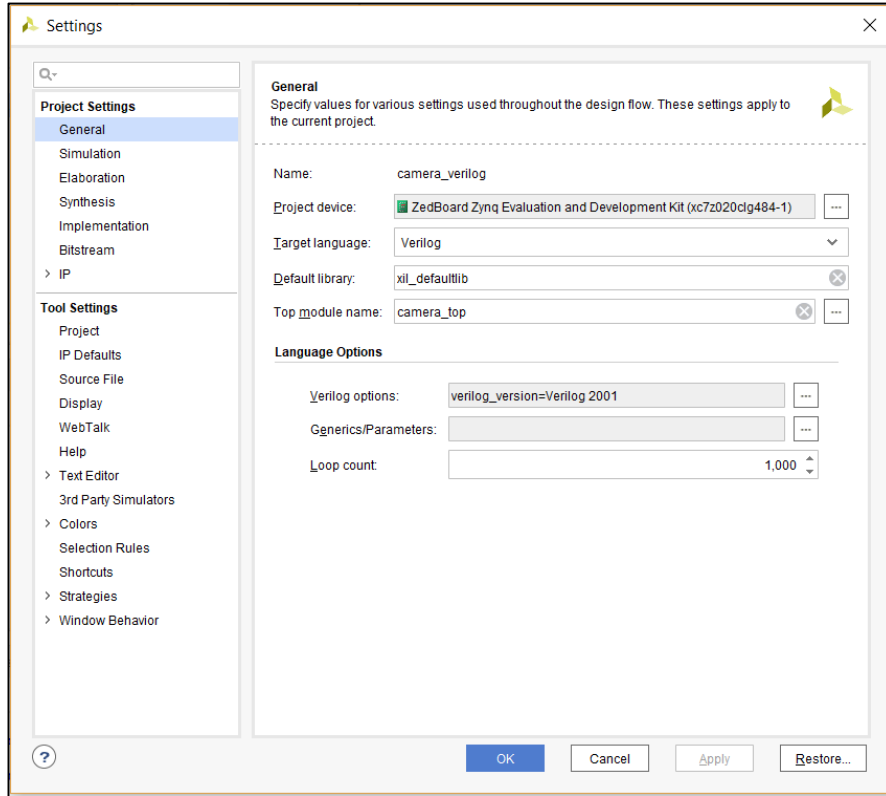 Settings
Project Settings
General
Simulation
Elaboration
Synthesis
Implementation
Bitstream
> IP
Tool Settings
Project
IP Defaults
Source File
Display
WebTalk
Help
> Text Editor
3rd Party Simulators
> Colors
Selection Rules
Shortcuts
> Strategies
> Window Behavior
General
Specify values for various settings used throughout the design flow. These settings apply to
the current project.
Name: camera_verilog
Project device: ZedBoard Zynq Evaluation and Development Kit (xc7z020clg484-1) ...
Target language: Verilog
Default library: xil_defaultlib
Top module name: camera_top ...
Language Options
Verilog options: verilog_version=Verilog 2001 ...
Generics/Parameters: ...
Loop count: 1,000
? OK Cancel Apply Restore...